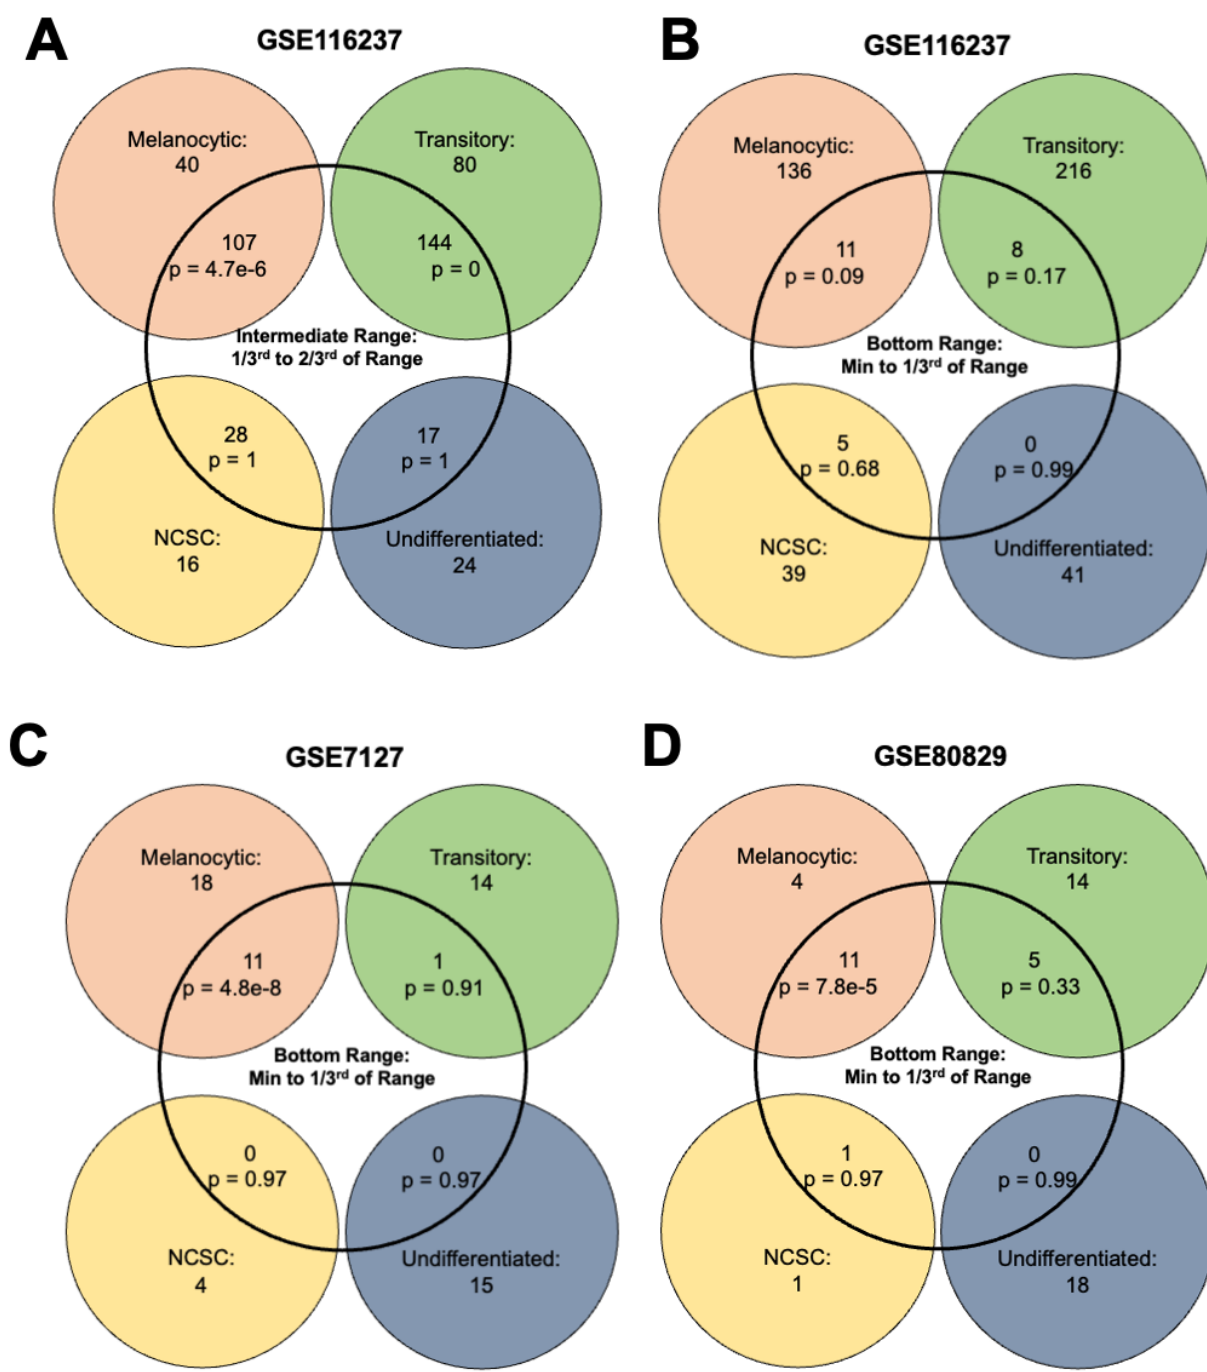 A
GSE116237
Melanocytic:
40
Transitory:
80
107
p = 4.7e-6
144
p = 0
Intermediate Range:
1/3rd to 2/3rd of Range
28
p = 1
17
p = 1
NCSC:
16
Undifferentiated:
24
B
GSE116237
Melanocytic:
136
Transitory:
216
11
p = 0.09
8
p = 0.17
Bottom Range:
Min to 1/3rd of Range
5
p = 0.68
0
p = 0.99
NCSC:
39
Undifferentiated:
41
C
GSE7127
Melanocytic:
18
Transitory:
14
11
p = 4.8e-8
1
p = 0.91
Bottom Range:
Min to 1/3rd of Range
0
p = 0.97
0
p = 0.97
NCSC:
4
Undifferentiated:
15
D
GSE80829
Melanocytic:
4
Transitory:
14
11
p = 7.8e-5
5
p = 0.33
Bottom Range:
Min to 1/3rd of Range
1
p = 0.97
0
p = 0.99
NCSC:
1
Undifferentiated:
18